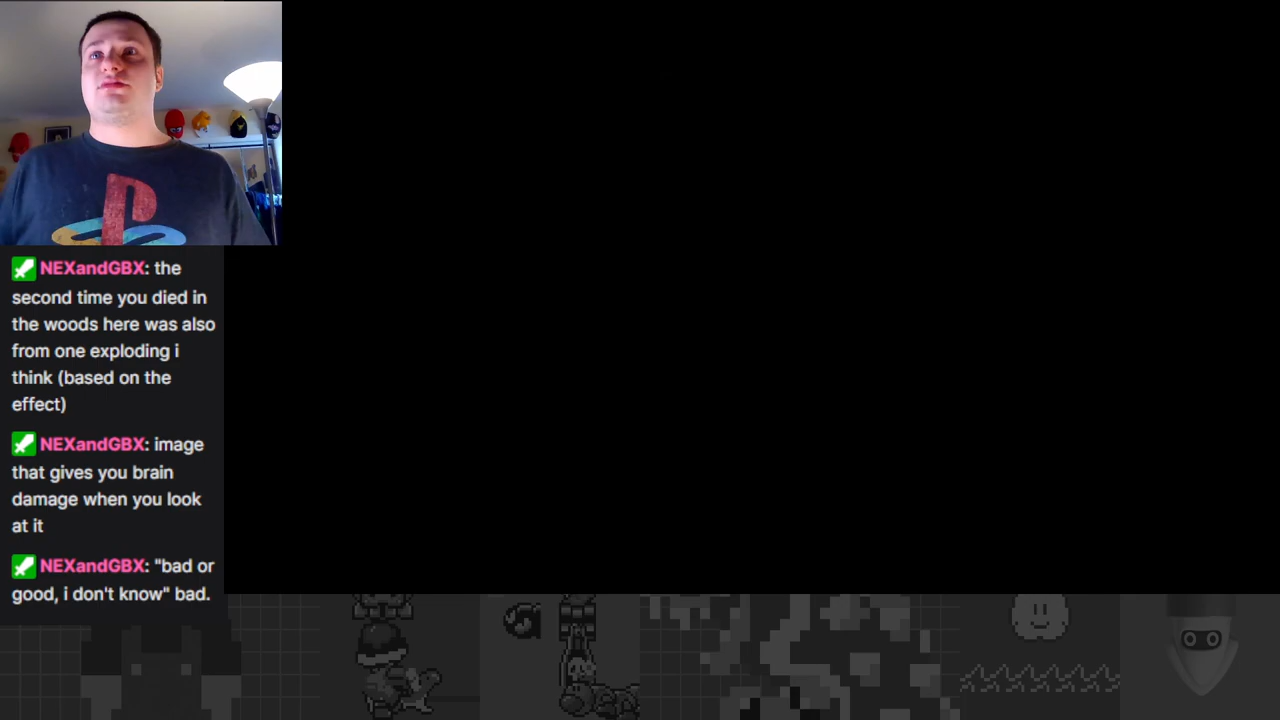 NEXandGBX: the
second time you died in
the woods here was also
from one exploding i
think (based on the
effect)
NEXandGBX: image
that gives you brain
damage when you look
at it
NEXandGBX: "bad or
good, i don't know" bad.